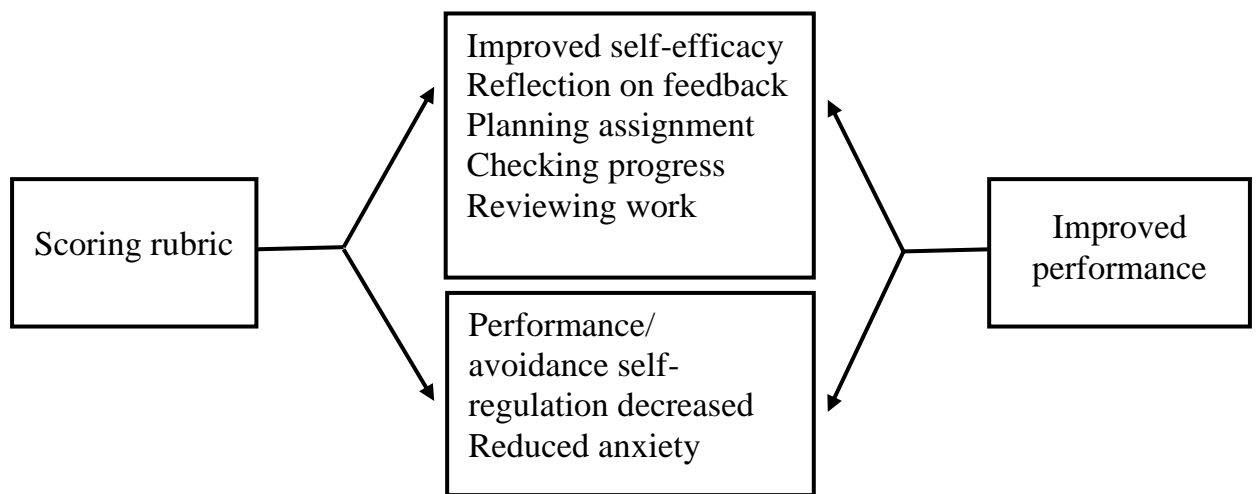 Scoring rubric
Improved self-efficacy
Reflection on feedback
Planning assignment
Checking progress
Reviewing work
Performance/
avoidance self-
regulation decreased
Reduced anxiety
Improved
performance